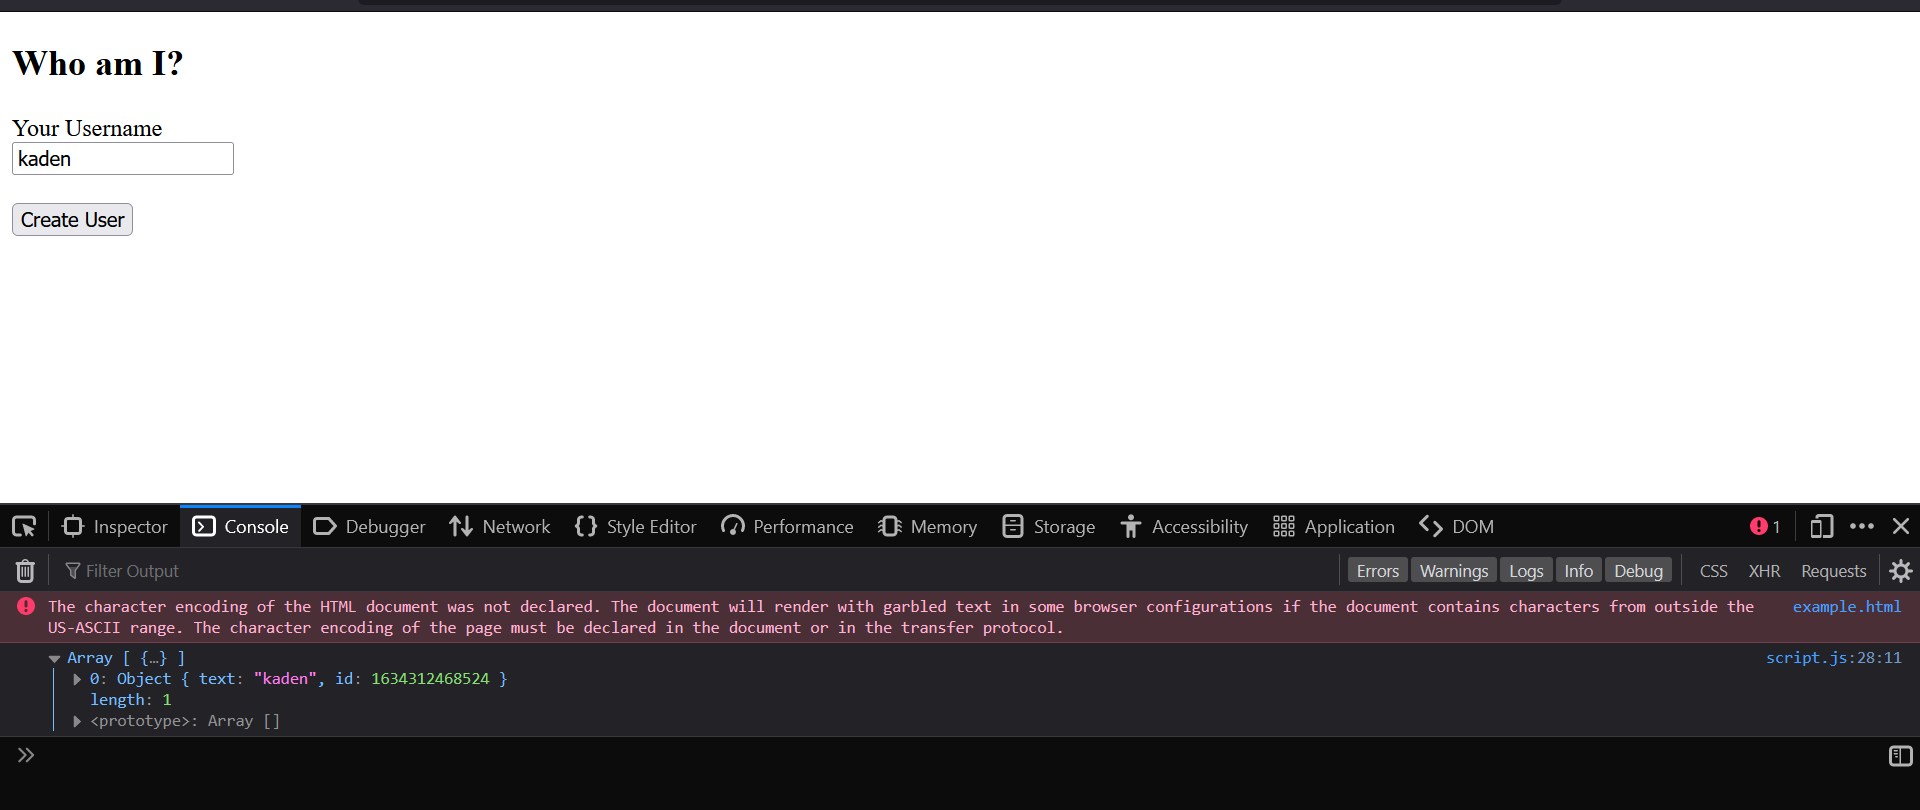 Who am I?
Your Username
kaden
Create User
Inspector Console Debugger Network Style Editor Performance Memory Storage Accessibility Application DOM 1
Filter Output Errors Warnings Logs Info Debug CSS XHR Requests
The character encoding of the HTML document was not declared. The document will render with garbled text in some browser configurations if the document contains characters from outside the example.html
US-ASCII range. The character encoding of the page must be declared in the document or in the transfer protocol.
Array [ {…} ] script.js:28:11
0: Object { text: "kaden", id: 1634312468524 }
length: 1
<prototype>: Array []